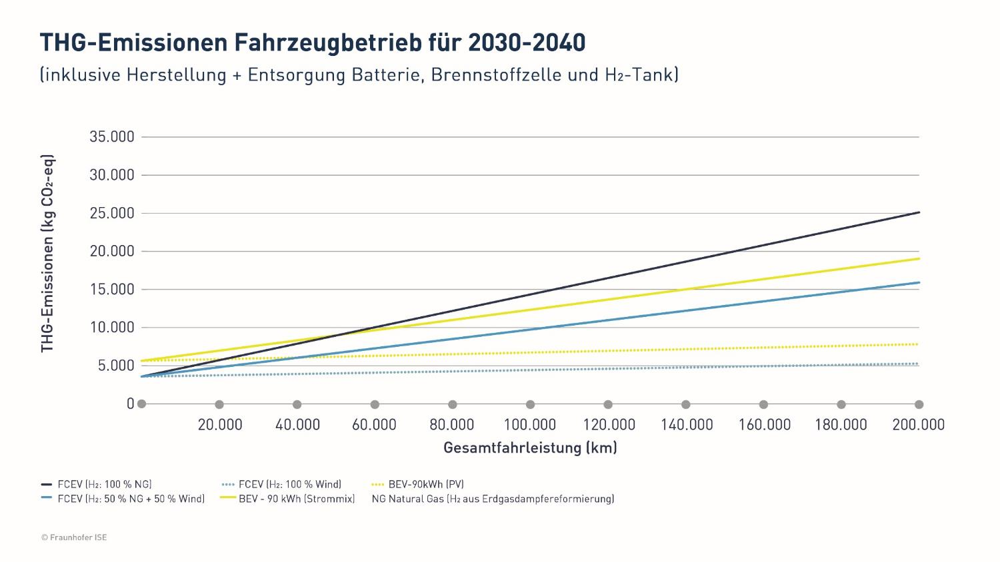 THG-Emissionen Fahrzeugbetrieb für 2030-2040
(inklusive Herstellung + Entsorgung Batterie, Brennstoffzelle und H₂-Tank)
THG-Emissionen (kg CO₂-eq)
35.000
30.000
25.000
20.000
15.000
10.000
5.000
0
20.000 40.000 60.000 80.000 100.000 120.000 140.000 160.000 180.000 200.000
Gesamtfahrleistung (km)
FCEV (H₂: 100 % NG) FCEV (H₂: 100 % Wind) BEV-90kWh (PV)
FCEV (H₂: 50 % NG + 50 % Wind) BEV - 90 kWh (Strommix) NG Natural Gas (H₂ aus Erdgasdampfereformierung)
© Fraunhofer ISE